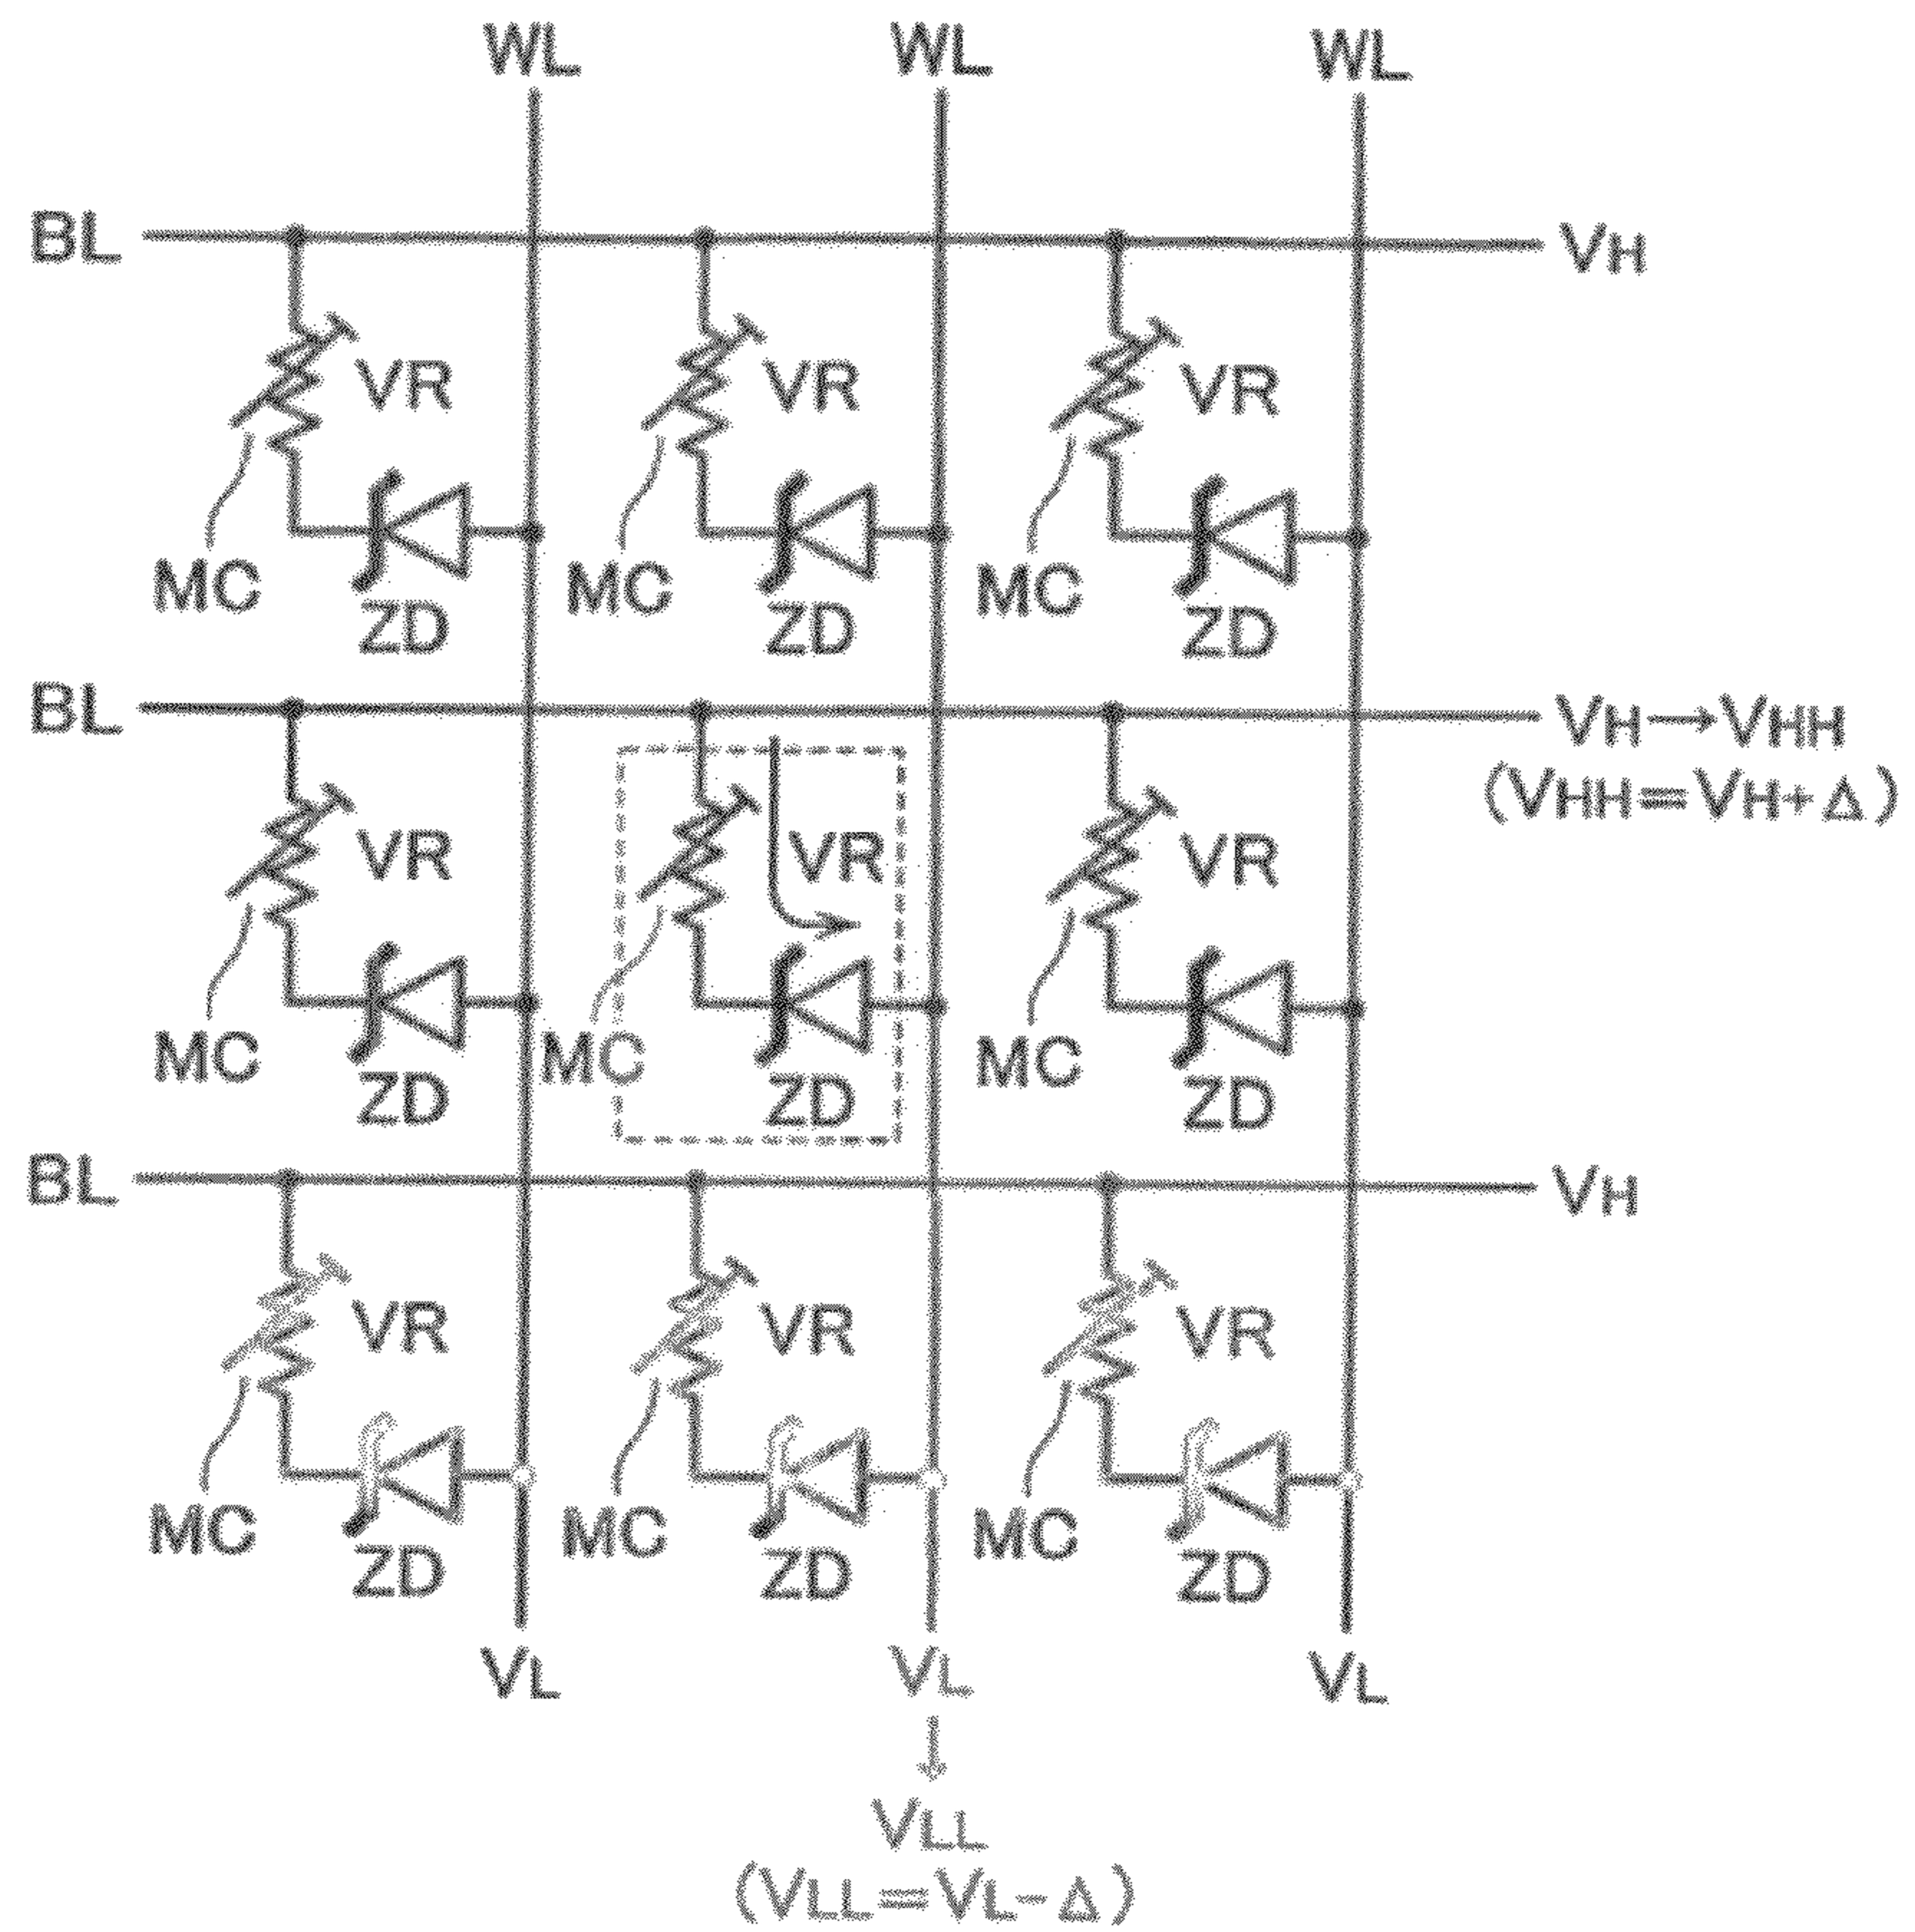 WL WL WL
BL VH
VR VR VR
MC MC MC
ZD ZD ZD
BL VH→VHH
(VHH=VH+Δ)
VR VR VR
MC MC MC
ZD ZD ZD
BL VH
VR VR VR
MC MC MC
ZD ZD ZD
VL VL VL
↓
VLL
(VLL=VL-Δ)